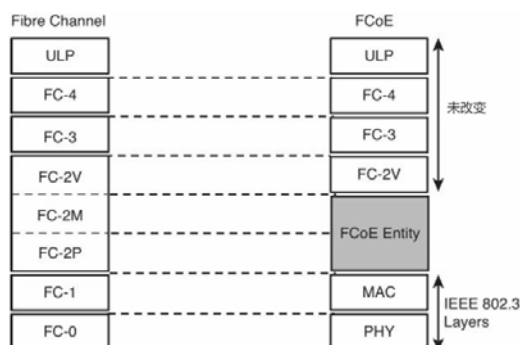 Fibre Channel
FCoE
ULP
ULP
FC-4
FC-4
未改变
FC-3
FC-3
FC-2V
FC-2V
FC-2M
FCoE Entity
FC-2P
FC-1
MAC
IEEE 802.3
Layers
FC-0
PHY